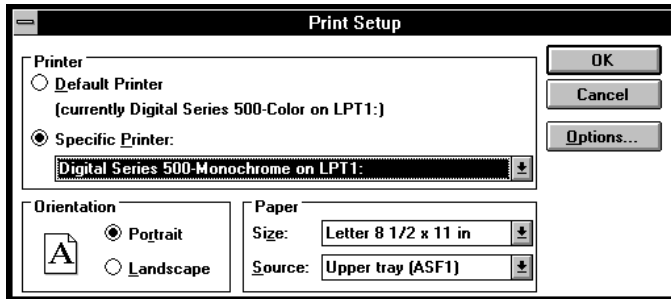 Print Setup
Printer
Default Printer
(currently Digital Series 500-Color on LPT1:)
Specific Printer:
Digital Series 500-Monochrome on LPT1:
OK
Cancel
Options...
Orientation
A
Portrait
Landscape
Paper
Size: Letter 8 1/2 x 11 in
Source: Upper tray (ASF1)